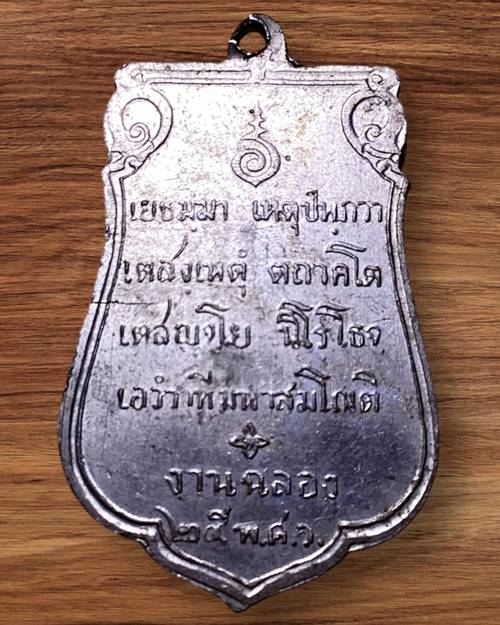 เยธมฺมา เหตุปฺปภวา
เตสํเหตุํ ตถาคโต
เตสญฺจโย นิโรโธจ
เอวํวาทีมหาสมโณติ
งานฉลอง
๒๕ พ.ศ.ว.